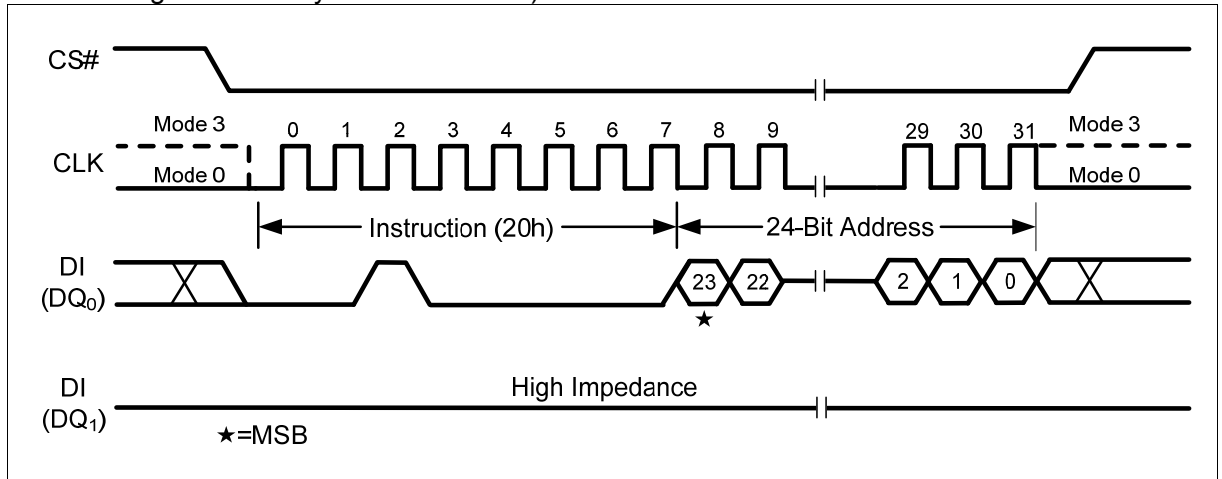 CS#
Mode 3 0 1 2 3 4 5 6 7 8 9 29 30 31 Mode 3
CLK
Mode 0 Mode 0
Instruction (20h) 24-Bit Address
DI
(DQ0) 23 22 2 1 0
★
DI High Impedance
(DQ1)
★=MSB